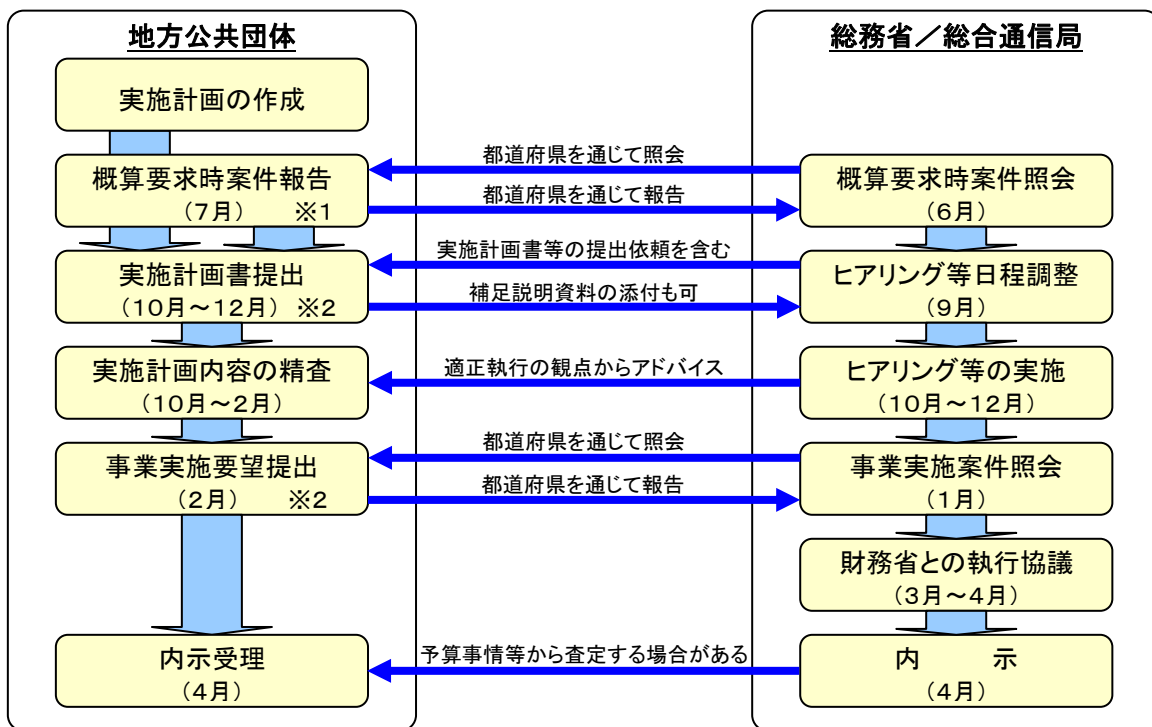 地方公共団体
総務省／総合通信局
実施計画の作成
都道府県を通じて照会
概算要求時案件報告
（7月） ※1
都道府県を通じて報告
概算要求時案件照会
（6月）
実施計画書等の提出依頼を含む
実施計画書提出
（10月～12月） ※2
補足説明資料の添付も可
ヒアリング等日程調整
（9月）
実施計画内容の精査
（10月～2月）
適正執行の観点からアドバイス
ヒアリング等の実施
（10月～12月）
都道府県を通じて照会
事業実施要望提出
（2月） ※2
都道府県を通じて報告
事業実施案件照会
（1月）
財務省との執行協議
（3月～4月）
予算事情等から査定する場合がある
内示受理
（4月）
内　　示
（4月）